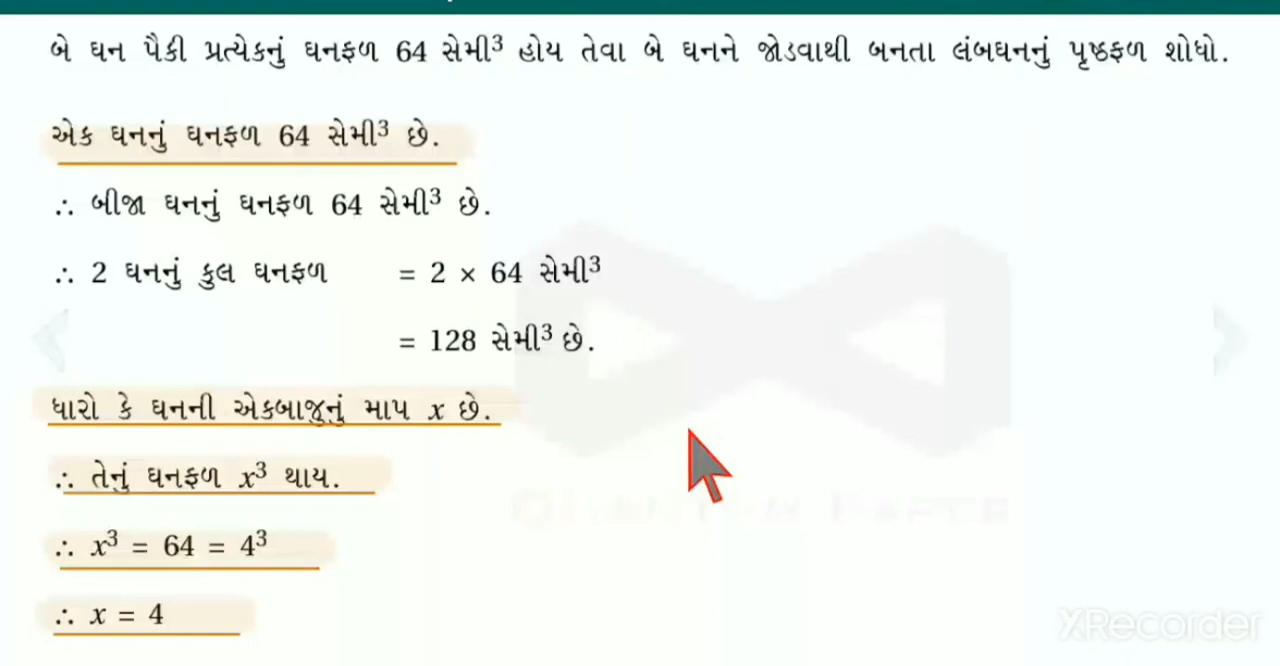 બે ઘન પૈકી પ્રત્યેકનું ઘનફળ 64 સેમી³ હોય તેવા બે ઘનને જોડવાથી બનતા લંબઘનનું પૃષ્ઠફળ શોધો.
એક ઘનનું ઘનફળ 64 સેમી³ છે.
∴ બીજા ઘનનું ઘનફળ 64 સેમી³ છે.
∴ 2 ઘનનું કુલ ઘનફળ = 2 × 64 સેમી³
= 128 સેમી³ છે.
ધારો કે ઘનની એકબાજુનું માપ x છે.
∴ તેનું ઘનફળ x³ થાય.
∴ x³ = 64 = 4³
∴ x = 4
XRecorder